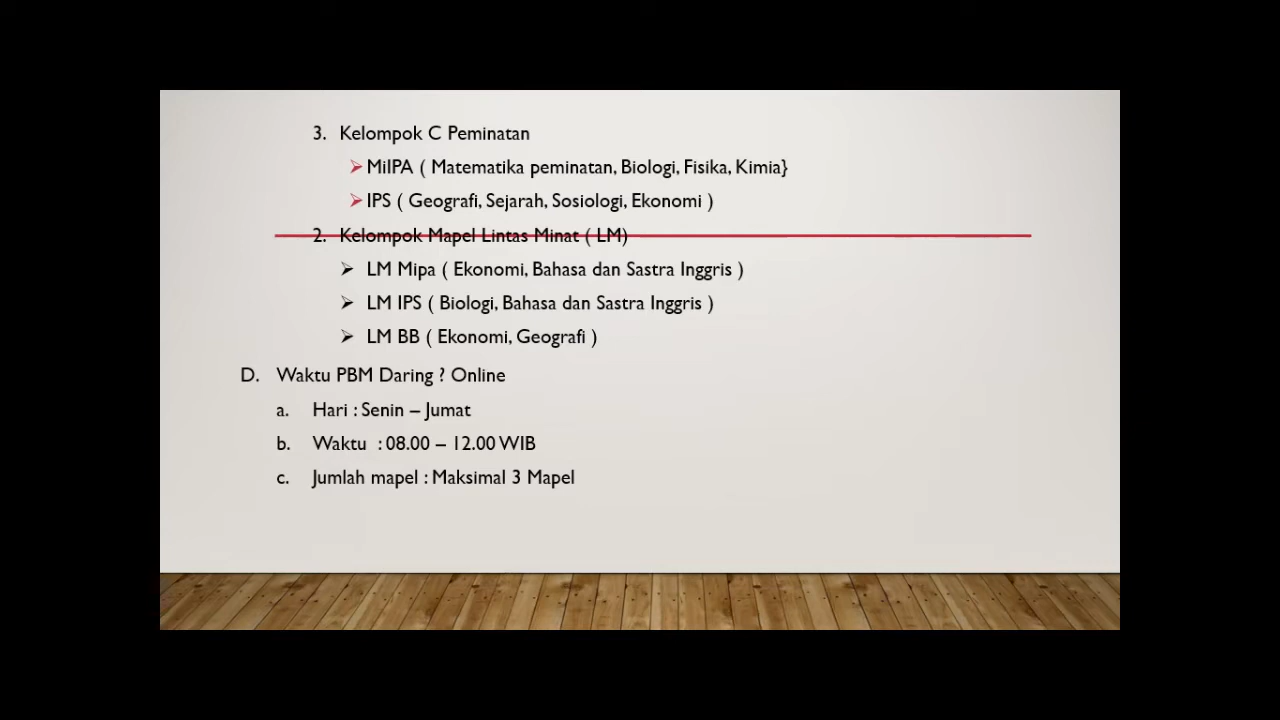 3. Kelompok C Peminatan
➢ MiIPA ( Matematika peminatan, Biologi, Fisika, Kimia}
➢ IPS ( Geografi, Sejarah, Sosiologi, Ekonomi )
2. Kelompok Mapel Lintas Minat ( LM)
➢ LM Mipa ( Ekonomi, Bahasa dan Sastra Inggris )
➢ LM IPS ( Biologi, Bahasa dan Sastra Inggris )
➢ LM BB ( Ekonomi, Geografi )
D. Waktu PBM Daring ? Online
a. Hari : Senin – Jumat
b. Waktu : 08.00 – 12.00 WIB
c. Jumlah mapel : Maksimal 3 Mapel